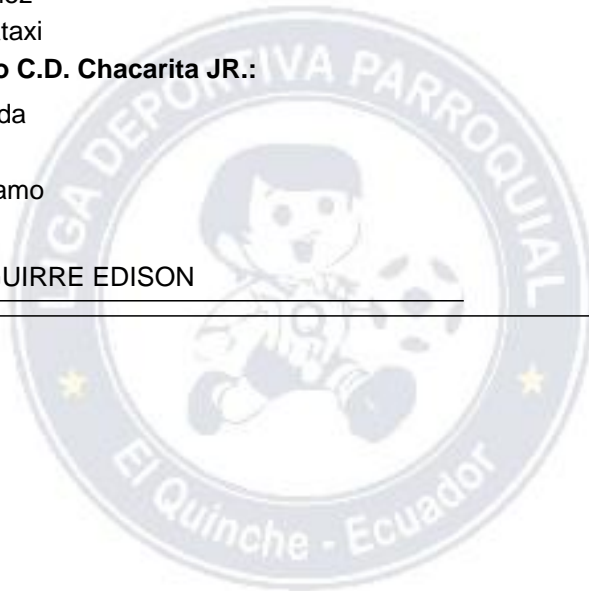 taxi
o C.D. Chacarita JR.:
da
amo
UIRRE EDISON
LIGA DEPORTIVA PARROQUIAL
Q
El Quinche - Ecuador